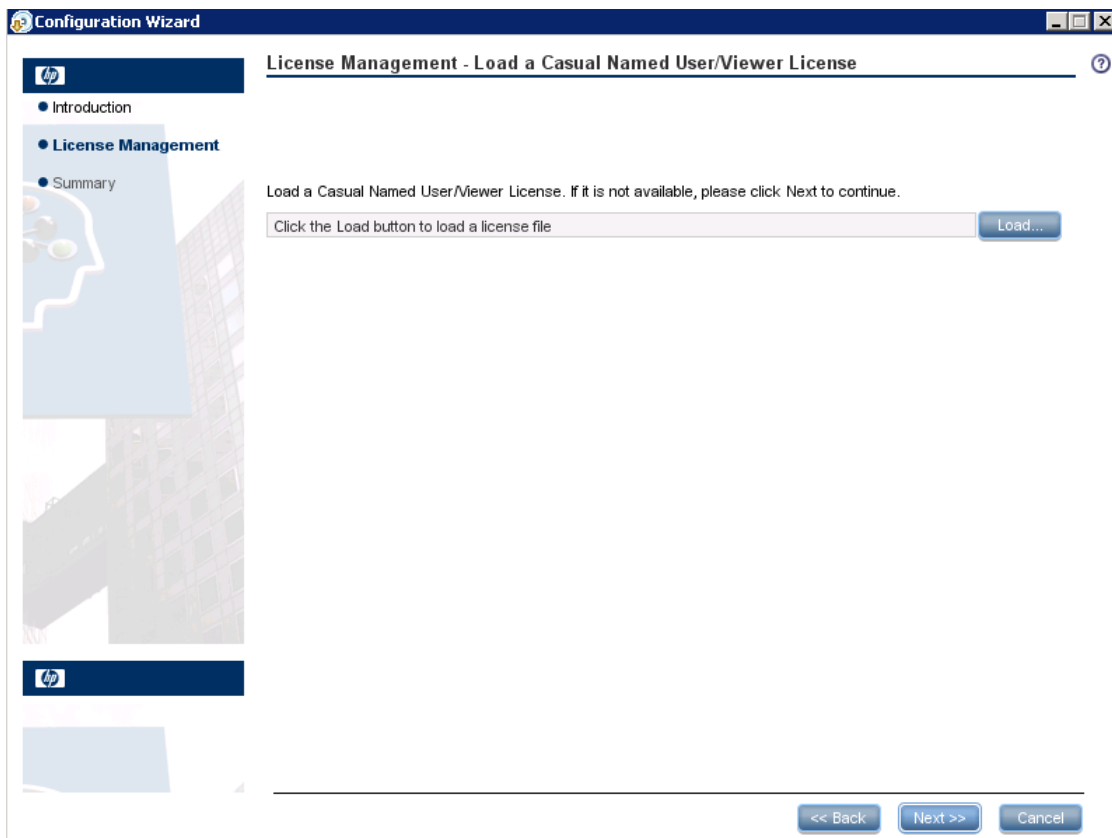 Configuration Wizard
License Management - Load a Casual Named User/Viewer License
hp
Introduction
License Management
Summary
Load a Casual Named User/Viewer License. If it is not available, please click Next to continue.
Click the Load button to load a license file
Load...
hp
<< Back
Next >>
Cancel